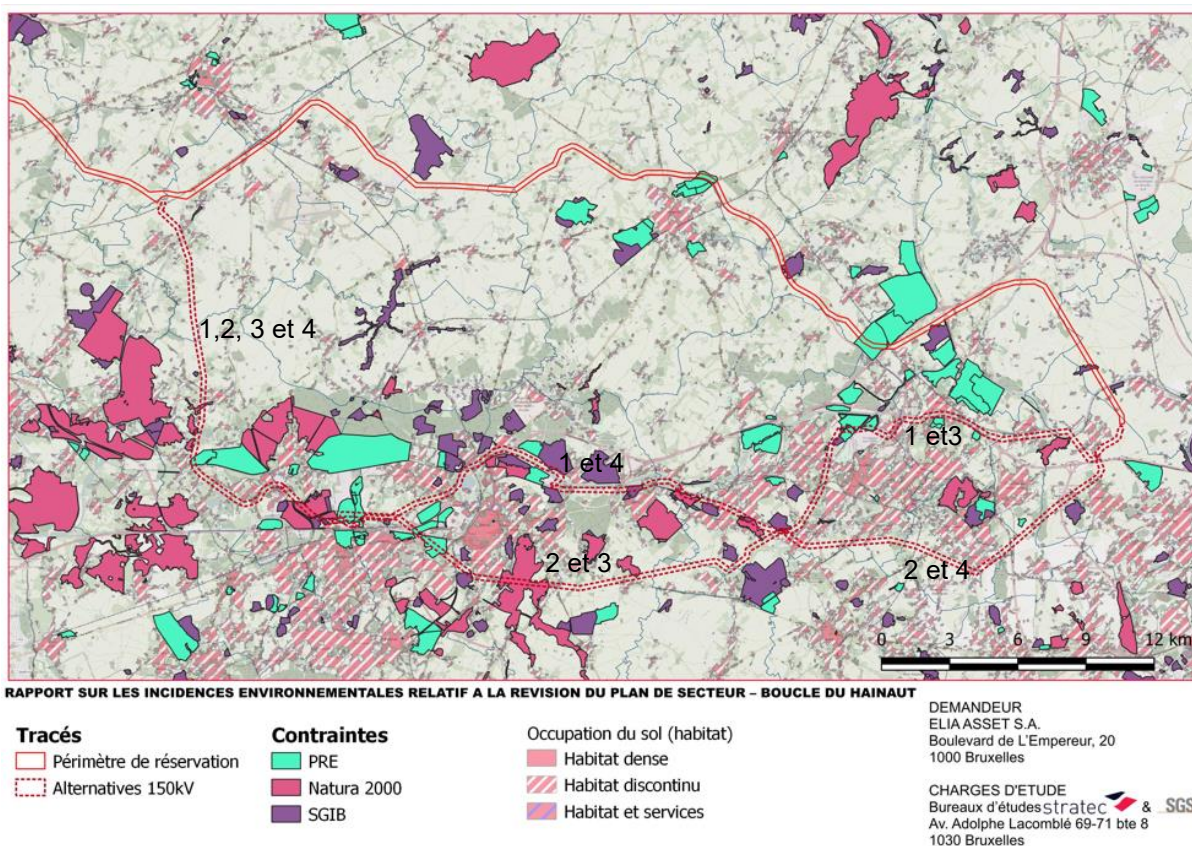 1,2, 3 et 4
1 et 4
1 et3
2 et 3
2 et 4
0 3 6 9 12 km
RAPPORT SUR LES INCIDENCES ENVIRONMENTALES RELATIF A LA REVISION DU PLAN DE SECTEUR – BOUCLE DU HAINAUT
Tracés
Périmètre de réservation
Alternatives 150kV
Contraintes
PRE
Natura 2000
SGIB
Occupation du sol (habitat)
Habitat dense
Habitat discontinu
Habitat et services
DEMANDEUR
ELIA ASSET S.A.
Boulevard de L'Empereur, 20
1000 Bruxelles
CHARGES D'ETUDE
Bureaux d'études stratec & SGS
Av. Adolphe Lacomblé 69-71 bte 8
1030 Bruxelles